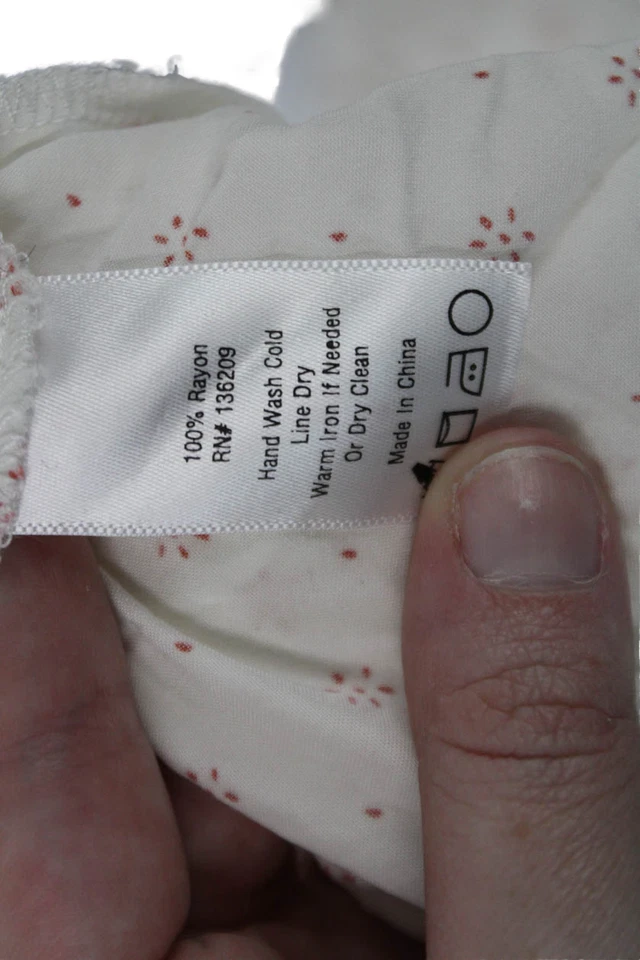 100% Rayon
RN# 136209
Hand Wash Cold
Line Dry
Warm Iron If Needed
Or Dry Clean
Made In China